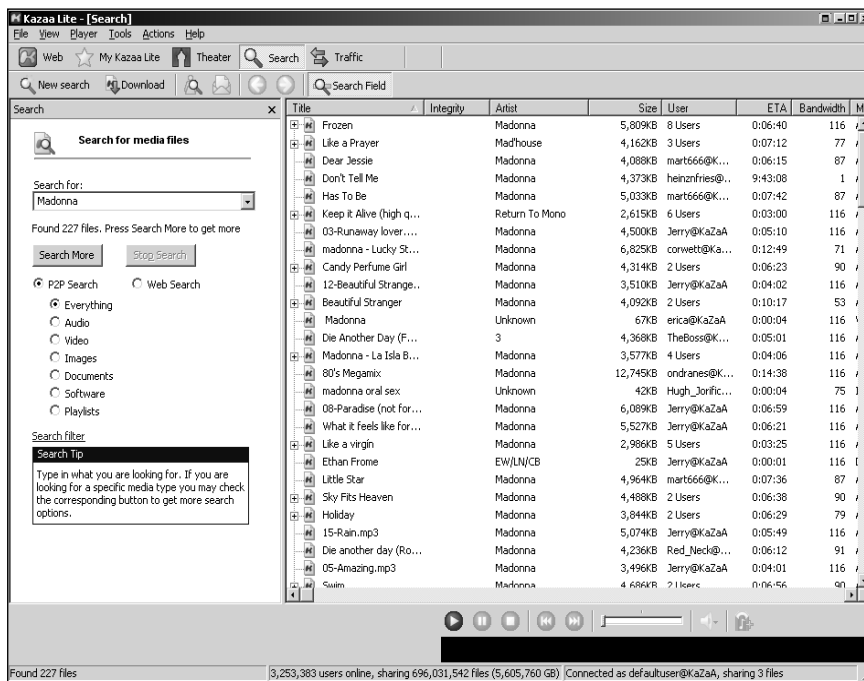 Kazaa Lite - [Search]
File View Player Tools Actions Help
Web My Kazaa Lite Theater Search Traffic
New search Download Search Field
Search x
Search for media files
Search for:
Madonna
Found 227 files. Press Search More to get more
Search More Stop Search
P2P Search Web Search
Everything
Audio
Video
Images
Documents
Software
Playlists
Search filter
Search Tip
Type in what you are looking for. If you are
looking for a specific media type you may check
the corresponding button to get more search
options.
Title Integrity Artist Size User ETA Bandwidth M
Frozen Madonna 5,809KB 8 Users 0:06:40 116
Like a Prayer Mad'house 4,162KB 3 Users 0:07:12 77
Dear Jessie Madonna 4,088KB mart666@K... 0:06:15 87
Don't Tell Me Madonna 4,373KB heinznfries@.. 9:43:08 1
Has To Be Madonna 5,033KB mart666@K... 0:07:42 87
Keep it Alive (high q... Return To Mono 2,615KB 6 Users 0:03:00 116
03-Runaway lover.... Madonna 4,500KB Jerry@KaZaA 0:05:10 116
madonna - Lucky St... Madonna 6,825KB corwett@Ka... 0:12:49 71
Candy Perfume Girl Madonna 4,314KB 2 Users 0:06:23 90
12-Beautiful Strange.. Madonna 3,510KB Jerry@KaZaA 0:04:02 116
Beautiful Stranger Madonna 4,092KB 2 Users 0:10:17 53
Madonna Unknown 67KB erica@KaZaA 0:00:04 116
Die Another Day (F... 3 4,368KB TheBoss@K... 0:05:01 116
Madonna - La Isla B... Madonna 3,577KB 4 Users 0:04:06 116
80's Megamix Madonna 12,745KB ondranes@K... 0:14:38 116
madonna oral sex Unknown 42KB Hugh_Jorific... 0:00:04 75
08-Paradise (not for... Madonna 6,089KB Jerry@KaZaA 0:06:59 116
What it feels like for... Madonna 5,527KB Jerry@KaZaA 0:06:21 116
Like a virgin Madonna 2,986KB 5 Users 0:03:25 116
Ethan Frome EW/LN/CB 25KB Jerry@KaZaA 0:00:01 116
Little Star Madonna 4,964KB mart666@K... 0:07:36 87
Sky Fits Heaven Madonna 4,488KB 2 Users 0:06:38 90
Holiday Madonna 3,844KB 2 Users 0:06:29 79
15-Rain.mp3 Madonna 5,074KB Jerry@KaZaA 0:05:49 116
Die another day (Ro... Madonna 4,236KB Red_Neck@... 0:06:12 91
05-Amazing.mp3 Madonna 3,496KB Jerry@KaZaA 0:04:01 116
Swim Madonna 4,686KB 2 Users 0:06:56 90
Found 227 files 3,253,383 users online, sharing 696,031,542 files (5,605,760 GB) Connected as defaultuser@KaZaA, sharing 3 files